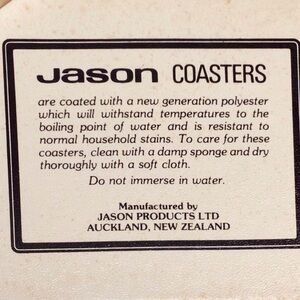 Jason COASTERS
are coated with a new generation polyester
which will withstand temperatures to the
boiling point of water and is resistant to
normal household stains. To care for these
coasters, clean with a damp sponge and dry
thoroughly with a soft cloth.
Do not immerse in water.
Manufactured by
JASON PRODUCTS LTD
AUCKLAND, NEW ZEALAND